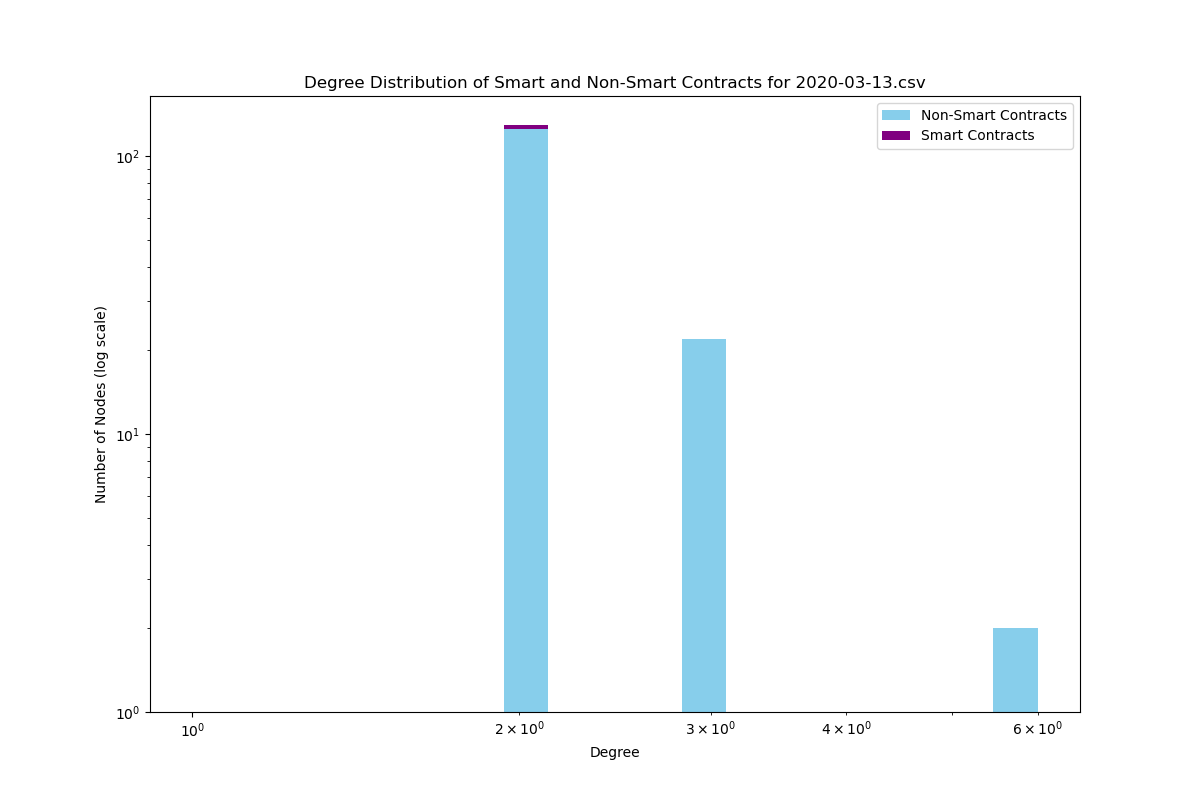 Degree Distribution of Smart and Non-Smart Contracts for 2020-03-13.csv
Non-Smart Contracts
Smart Contracts
Number of Nodes (log scale)
10²
10¹
10⁰
10⁰
2 × 10⁰
3 × 10⁰
4 × 10⁰
6 × 10⁰
Degree